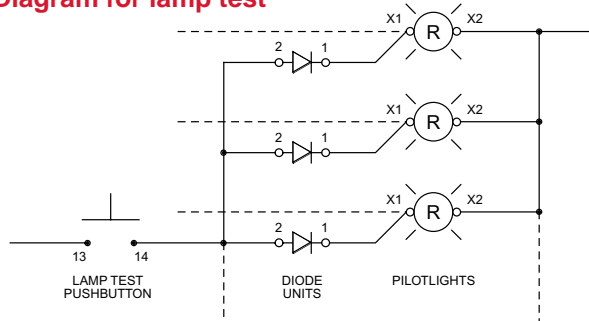 Diagram for lamp test
X1 R X2
2 1
X1 R X2
2 1
X1 R X2
2 1
13 14
LAMP TEST PUSHBUTTON
DIODE UNITS
PILOTLIGHTS